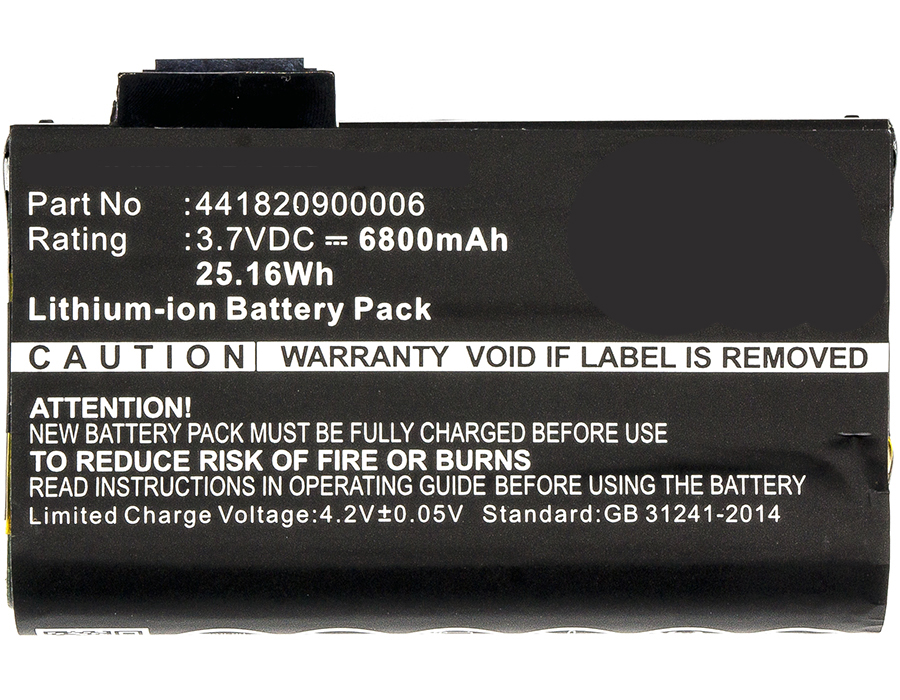 Part No :441820900006
Rating :3.7VDC ⎓ 6800mAh
25.16Wh
Lithium-ion Battery Pack
CAUTION WARRANTY VOID IF LABEL IS REMOVED
ATTENTION!
NEW BATTERY PACK MUST BE FULLY CHARGED BEFORE USE
TO REDUCE RISK OF FIRE OR BURNS
READ INSTRUCTIONS IN OPERATING GUIDE BEFORE USING THE BATTERY
Limited Charge Voltage:4.2V±0.05V Standard:GB 31241-2014